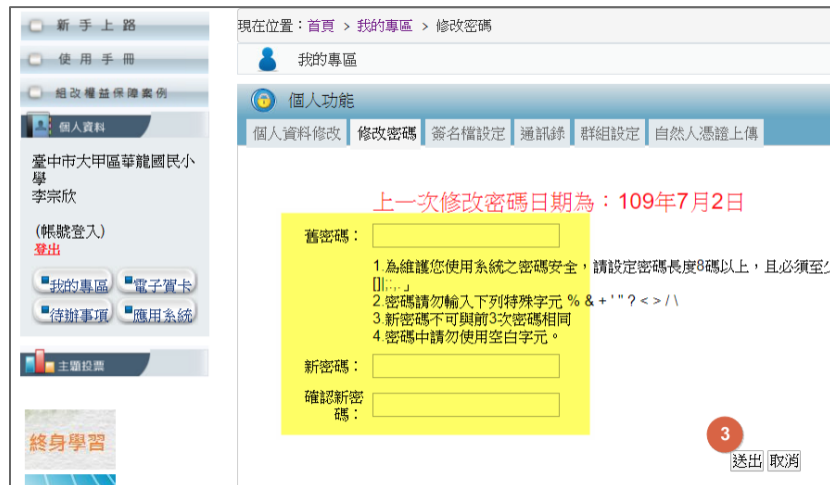 新手上路
使用手冊
組改權益保障案例
個人資料
臺中市大甲區華龍國民小
學
李宗欣
(帳號登入)
登出
我的專區 電子賀卡
待辦事項 應用系統
主題投票
終身學習
現在位置：首頁 > 我的專區 > 修改密碼
我的專區
個人功能
個人資料修改 修改密碼 簽名檔設定 通訊錄 群組設定 自然人憑證上傳
上一次修改密碼日期為：109年7月2日
舊密碼：
1.為維護您使用系統之密碼安全，請設定密碼長度8碼以上，且必須至少
[]|:;,.」
2.密碼請勿輸入下列特殊字元 % & + ' " ? < > / \
3.新密碼不可與前3次密碼相同
4.密碼中請勿使用空白字元。
新密碼：
確認新密
碼：
3
送出 取消